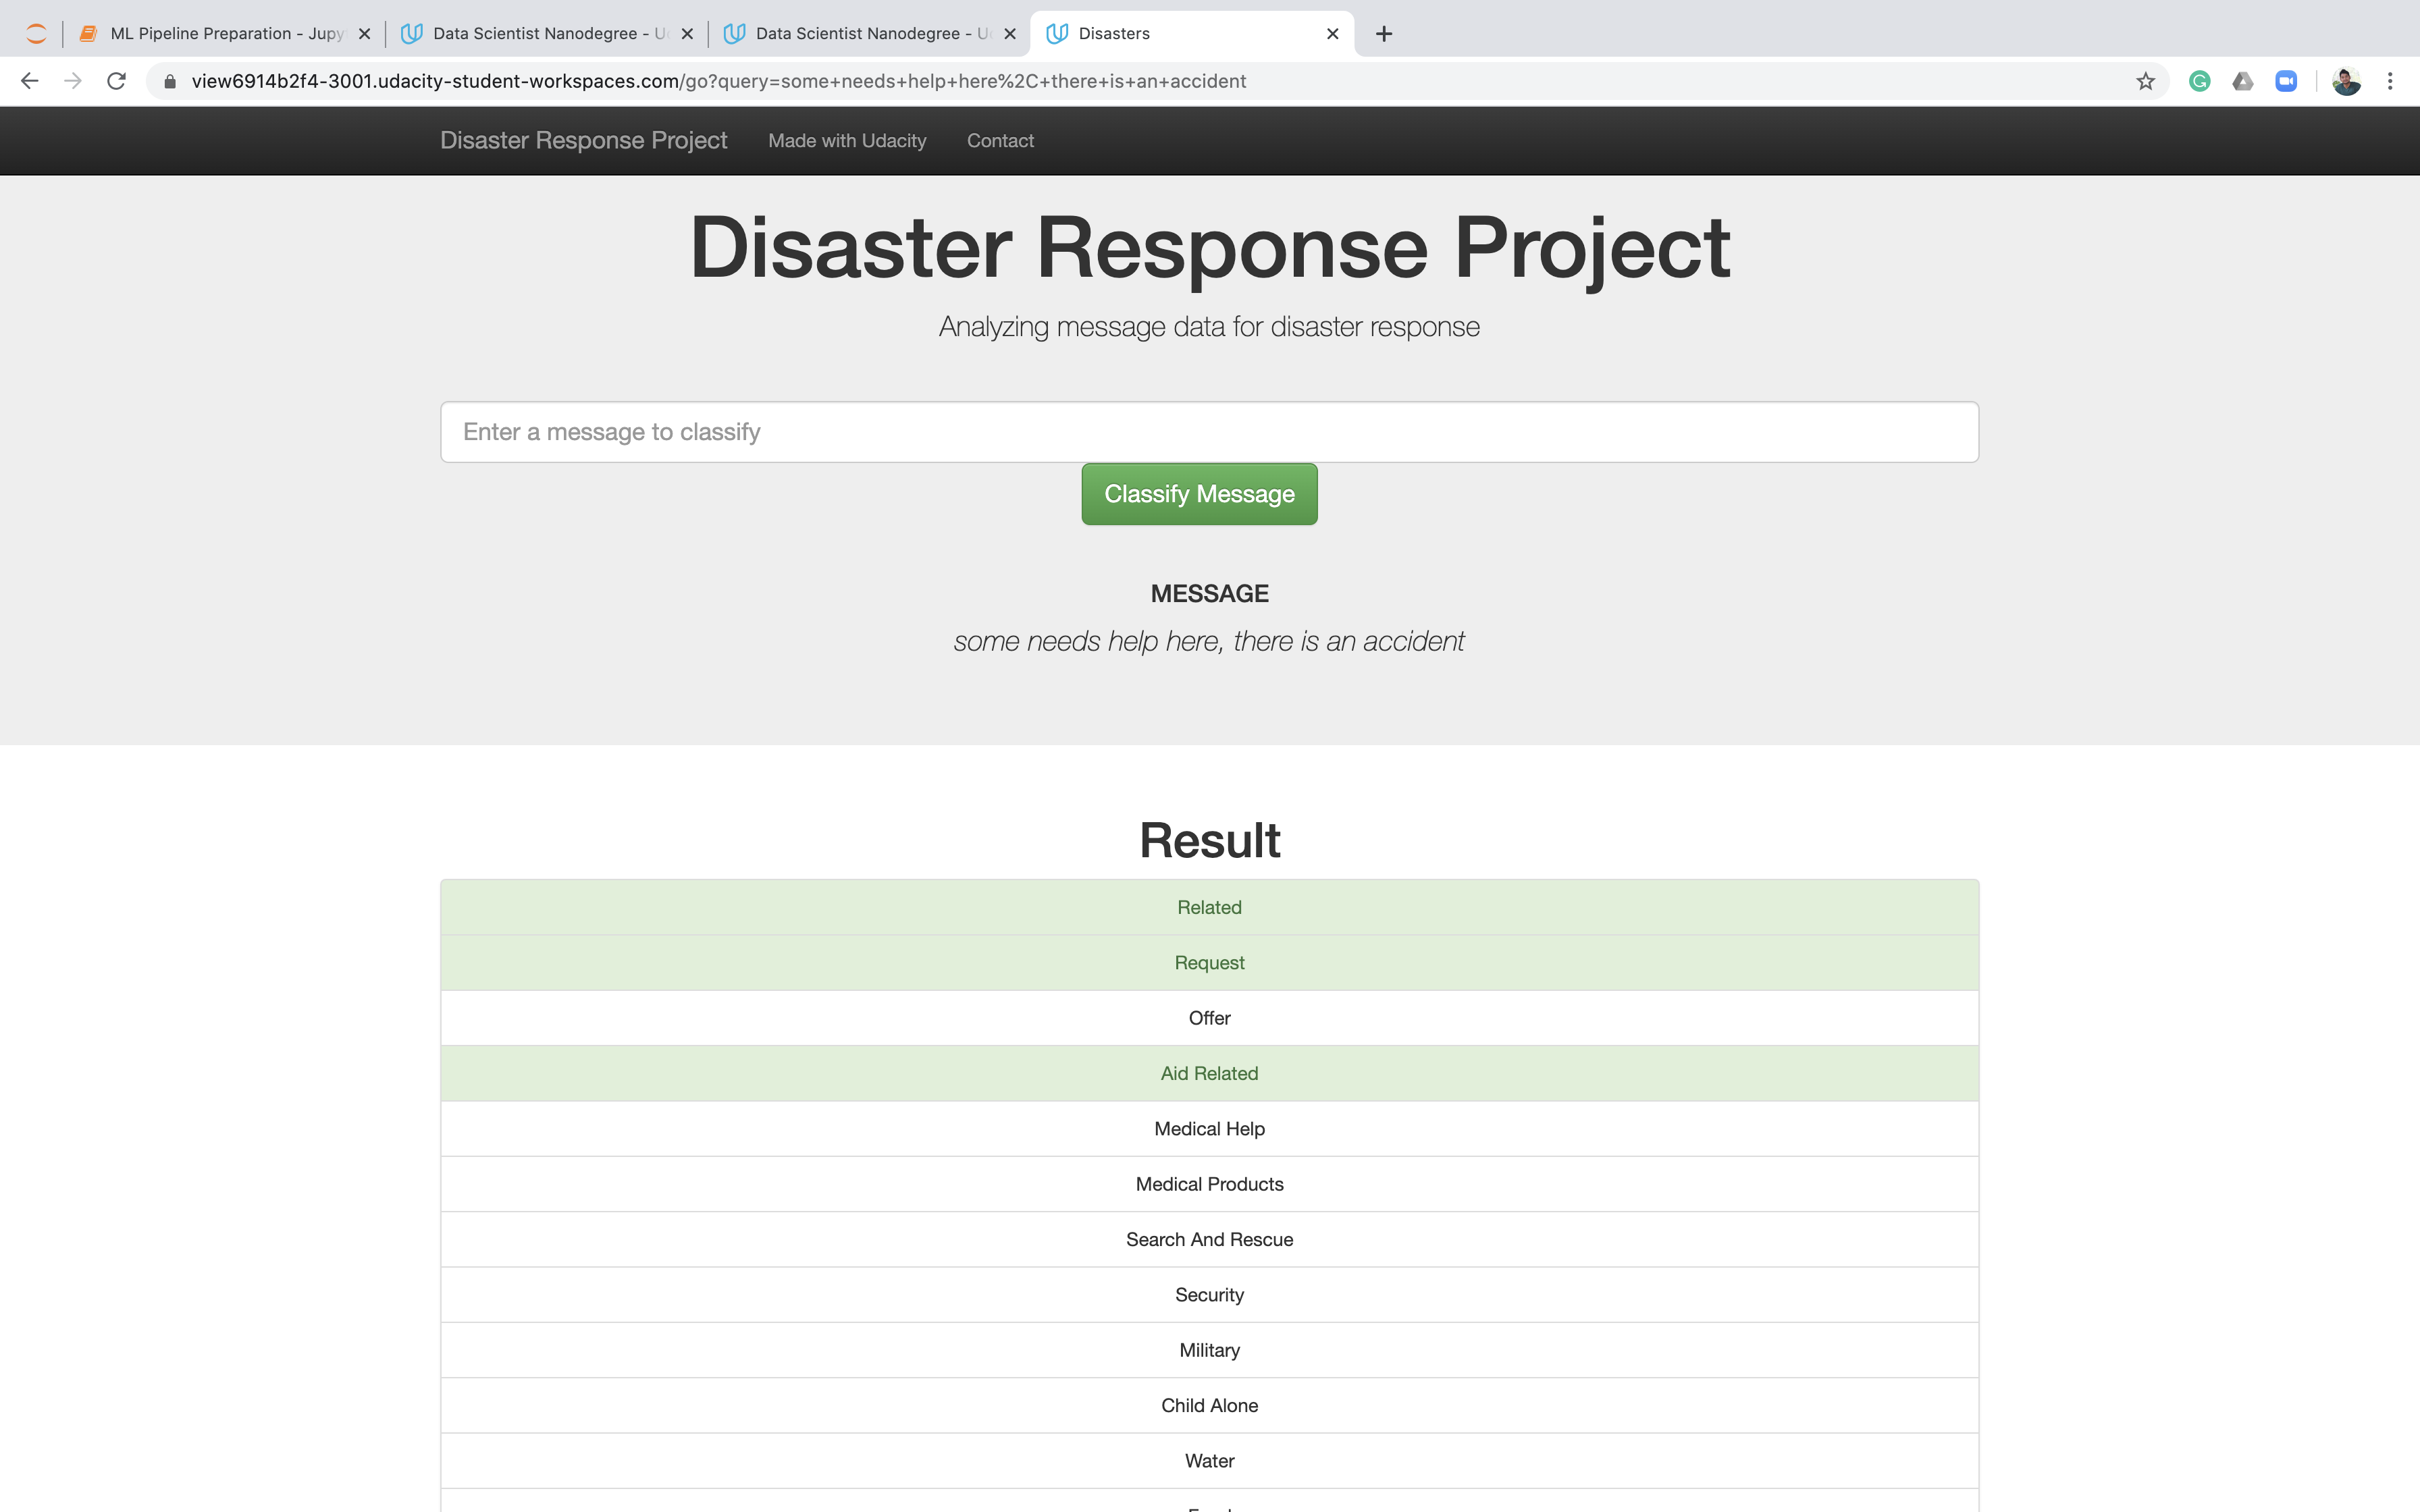 ML Pipeline Preparation - Jupy
Data Scientist Nanodegree - U
Data Scientist Nanodegree - U
Disasters
view6914b2f4-3001.udacity-student-workspaces.com/go?query=some+needs+help+here%2C+there+is+an+accident
Disaster Response Project
Made with Udacity
Contact
Disaster Response Project
Analyzing message data for disaster response
Enter a message to classify
Classify Message
MESSAGE
some needs help here, there is an accident
Result
Related
Request
Offer
Aid Related
Medical Help
Medical Products
Search And Rescue
Security
Military
Child Alone
Water